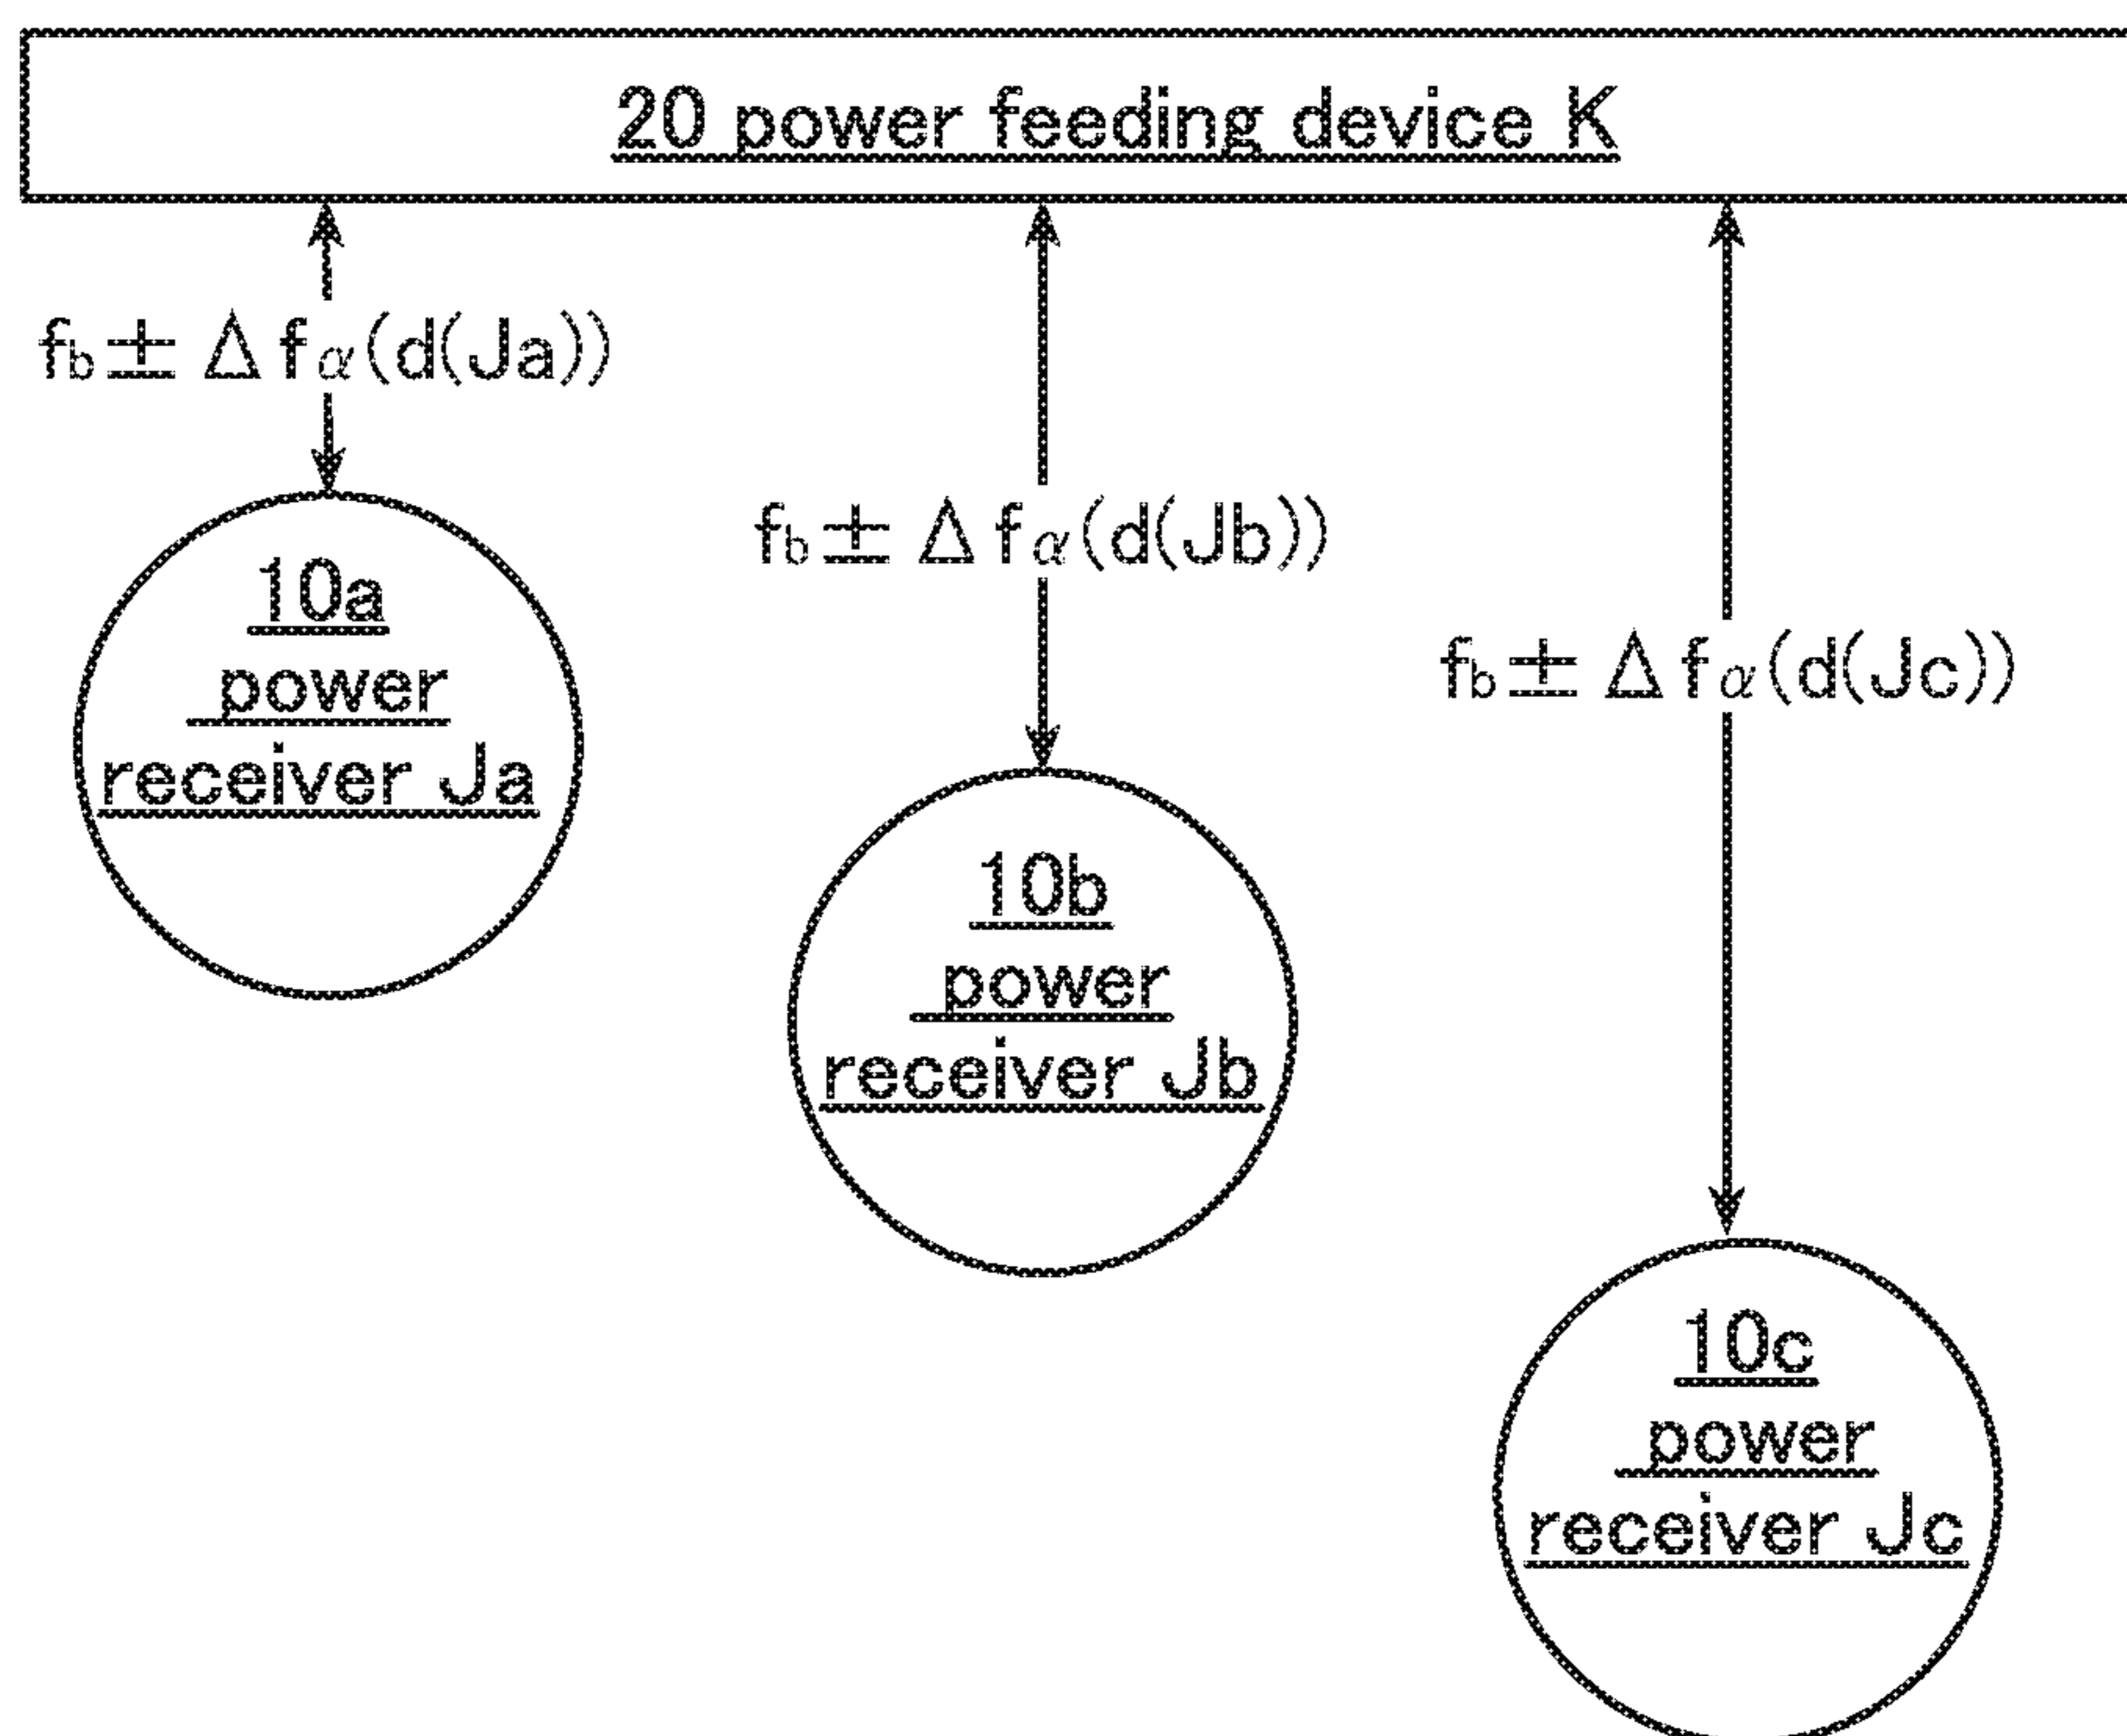 20 power feeding device K
fb ± Δfα(d(Ja))
10a
power
receiver Ja
fb ± Δfα(d(Jb))
10b
power
receiver Jb
fb ± Δfα(d(Jc))
10c
power
receiver Jc